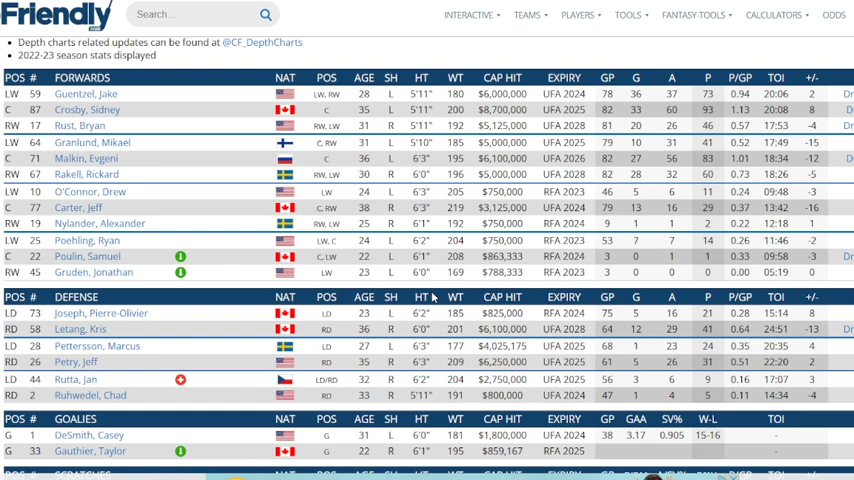 Friendly Search... INTERACTIVE TEAMS PLAYERS TOOLS FANTASY-TOOLS CALCULATORS ODDS
• Depth charts related updates can be found at @CF_DepthCharts
• 2022-23 season stats displayed
POS # FORWARDS NAT POS AGE SH HT WT CAP HIT EXPIRY GP G A P P/GP TOI +/-
LW 59 Guentzel, Jake LW, RW 28 L 5'11" 180 $6,000,000 UFA 2024 78 36 37 73 0.94 20:06 2
C 87 Crosby, Sidney C 35 L 5'11" 200 $8,700,000 UFA 2025 82 33 60 93 1.13 20:08 8
RW 17 Rust, Bryan RW, LW 31 R 5'11" 192 $5,125,000 UFA 2028 81 20 26 46 0.57 17:53 -4
LW 64 Granlund, Mikael C, RW 31 L 5'10" 185 $5,000,000 UFA 2025 79 10 31 41 0.52 17:49 -15
C 71 Malkin, Evgeni C 36 L 6'3" 195 $6,100,000 UFA 2026 82 27 56 83 1.01 18:34 -12
RW 67 Rakell, Rickard RW, LW 30 R 6'0" 196 $5,000,000 UFA 2028 82 28 32 60 0.73 18:26 -5
LW 10 O'Connor, Drew LW 24 L 6'3" 205 $750,000 RFA 2023 46 5 6 11 0.24 09:48 -3
C 77 Carter, Jeff C 38 R 6'3" 219 $3,125,000 UFA 2024 79 13 16 29 0.37 13:42 -16
RW 19 Nylander, Alexander RW, LW 25 R 6'1" 192 $750,000 RFA 2024 9 1 1 2 0.22 12:18 1
LW 25 Poehling, Ryan LW, C 24 L 6'2" 204 $750,000 RFA 2023 53 7 7 14 0.26 11:46 -2
C 22 Poulin, Samuel C, LW 22 L 6'1" 208 $863,333 RFA 2024 3 0 1 1 0.33 09:58 -3
RW 45 Gruden, Jonathan LW 23 L 6'0" 169 $788,333 RFA 2023 3 0 0 0 0.00 05:19 0
POS # DEFENSE NAT POS AGE SH HT WT CAP HIT EXPIRY GP G A P P/GP TOI +/-
LD 73 Joseph, Pierre-Olivier LD 23 L 6'2" 185 $825,000 RFA 2024 75 5 16 21 0.28 15:14 8
RD 58 Letang, Kris RD 36 R 6'0" 201 $6,100,000 UFA 2028 64 12 29 41 0.64 24:51 -13
LD 28 Pettersson, Marcus LD 27 L 6'3" 177 $4,025,175 UFA 2025 68 1 23 24 0.35 20:35 4
RD 26 Petry, Jeff RD 35 R 6'3" 209 $6,250,000 UFA 2025 61 5 26 31 0.51 22:20 2
LD 44 Rutta, Jan LD/RD 32 R 6'2" 204 $2,750,000 UFA 2025 56 3 6 9 0.16 17:07 3
RD 2 Ruhwedel, Chad RD 33 R 5'11" 191 $800,000 UFA 2024 47 1 4 5 0.11 14:34 -4
POS # GOALIES NAT POS AGE SH HT WT CAP HIT EXPIRY GP GAA SV% W-L TOI
G 1 DeSmith, Casey G 31 L 6'0" 181 $1,800,000 UFA 2024 38 3.17 0.905 15-16 -
G 33 Gauthier, Taylor G 22 R 6'1" 195 $859,167 RFA 2025 -